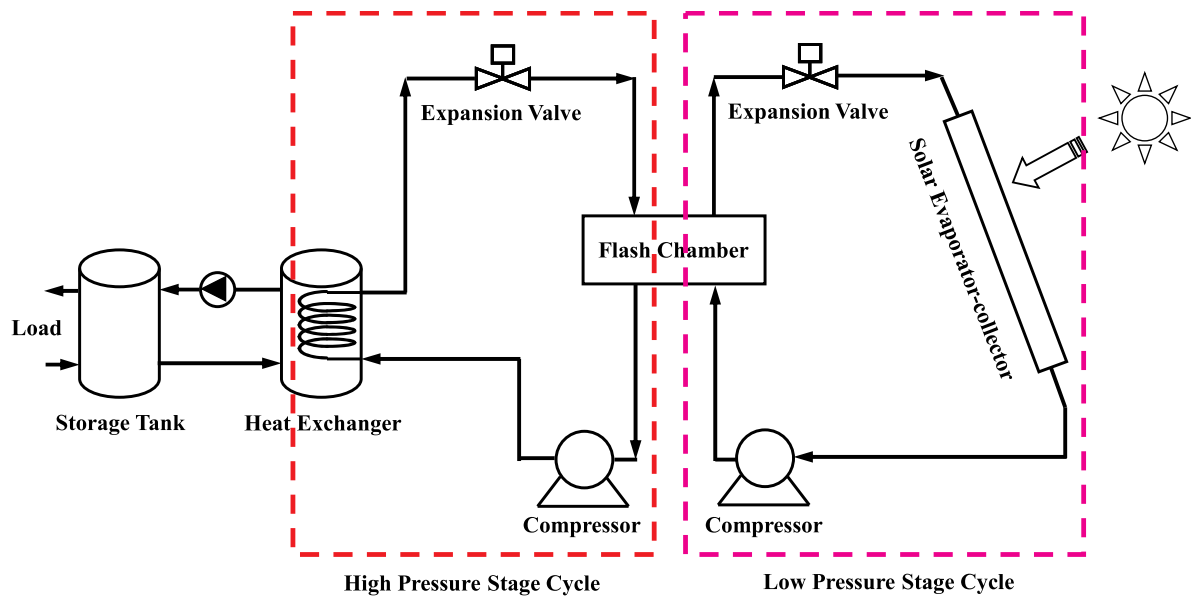 Expansion Valve
Expansion Valve
Solar Evaporator-collector
Flash Chamber
Load
Storage Tank
Heat Exchanger
Compressor
Compressor
High Pressure Stage Cycle
Low Pressure Stage Cycle